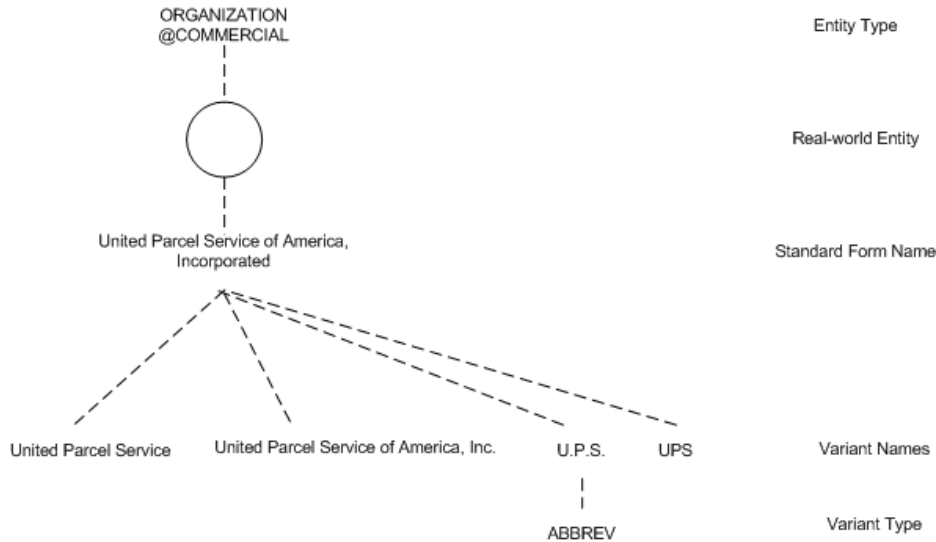 ORGANIZATION
@COMMERCIAL
Entity Type
Real-world Entity
United Parcel Service of America,
Incorporated
Standard Form Name
United Parcel Service
United Parcel Service of America, Inc.
U.P.S.
UPS
Variant Names
ABBREV
Variant Type